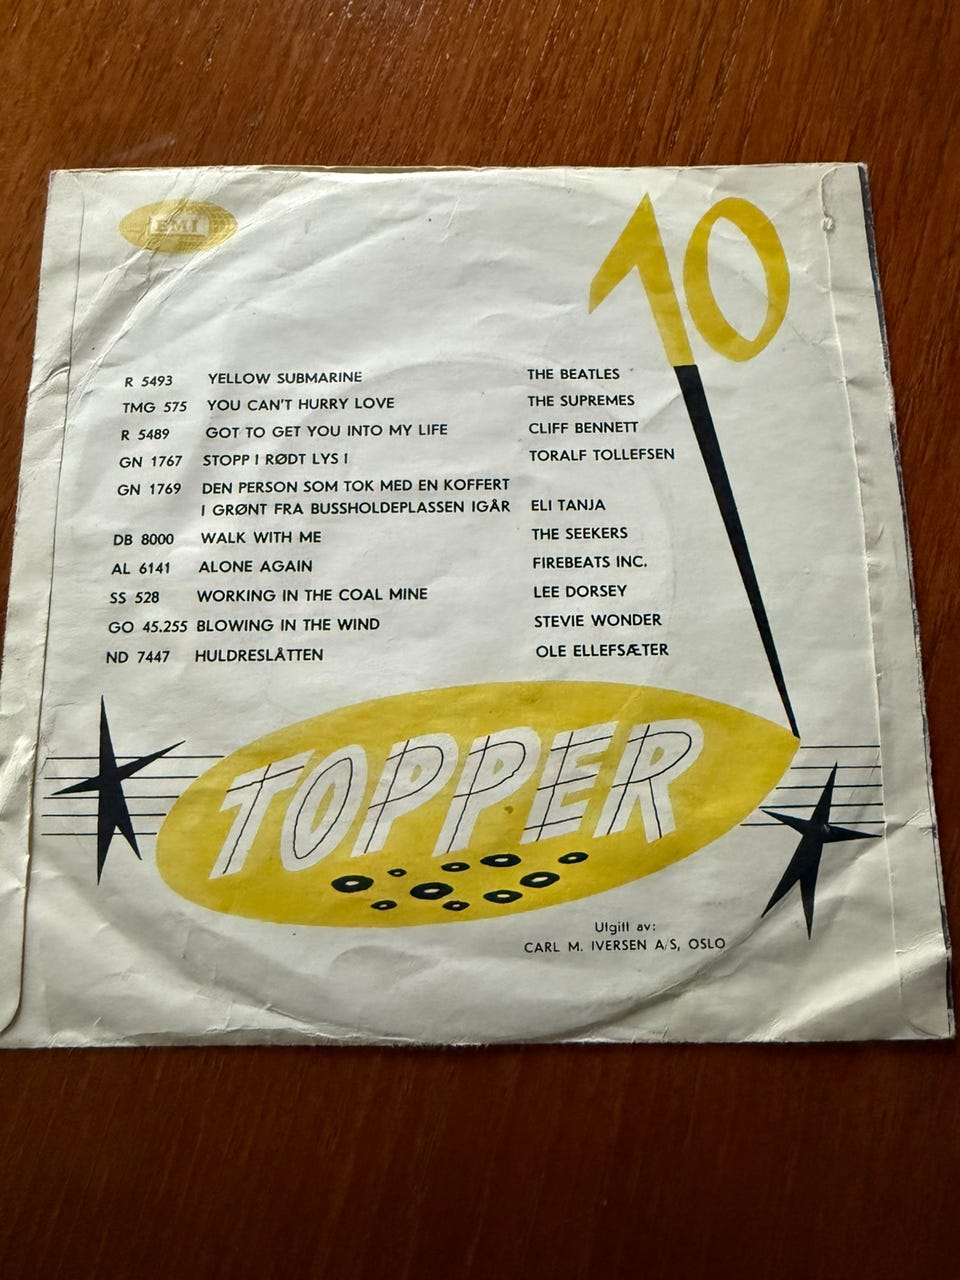 EMI
10
R 5493 YELLOW SUBMARINE THE BEATLES
TMG 575 YOU CAN'T HURRY LOVE THE SUPREMES
R 5489 GOT TO GET YOU INTO MY LIFE CLIFF BENNETT
GN 1767 STOPP I RØDT LYS I TORALF TOLLEFSEN
GN 1769 DEN PERSON SOM TOK MED EN KOFFERT
I GRØNT FRA BUSSHOLDEPLASSEN IGÅR ELI TANJA
DB 8000 WALK WITH ME THE SEEKERS
AL 6141 ALONE AGAIN FIREBEATS INC.
SS 528 WORKING IN THE COAL MINE LEE DORSEY
GO 45.255 BLOWING IN THE WIND STEVIE WONDER
ND 7447 HULDRESLÅTTEN OLE ELLEFSÆTER
TOPPER
Utgitt av:
CARL M. IVERSEN A/S, OSLO